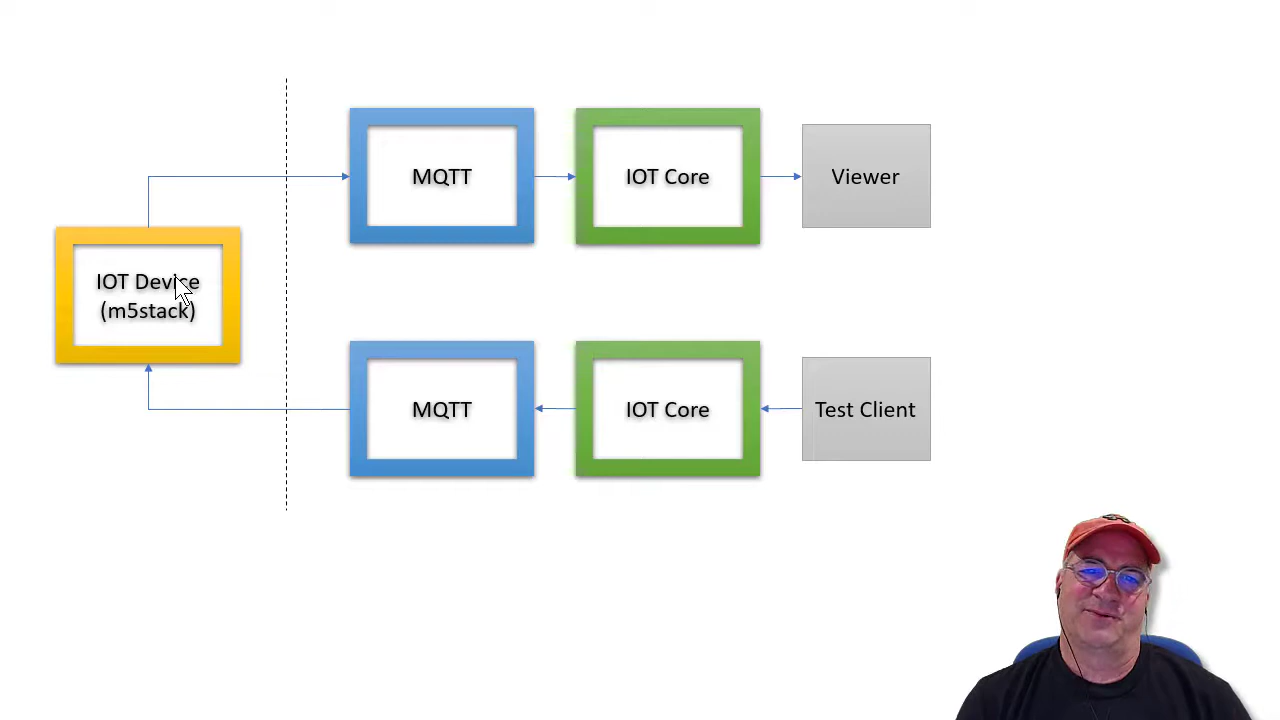 MQTT
IOT Core
Viewer
IOT Device
(m5stack)
MQTT
IOT Core
Test Client